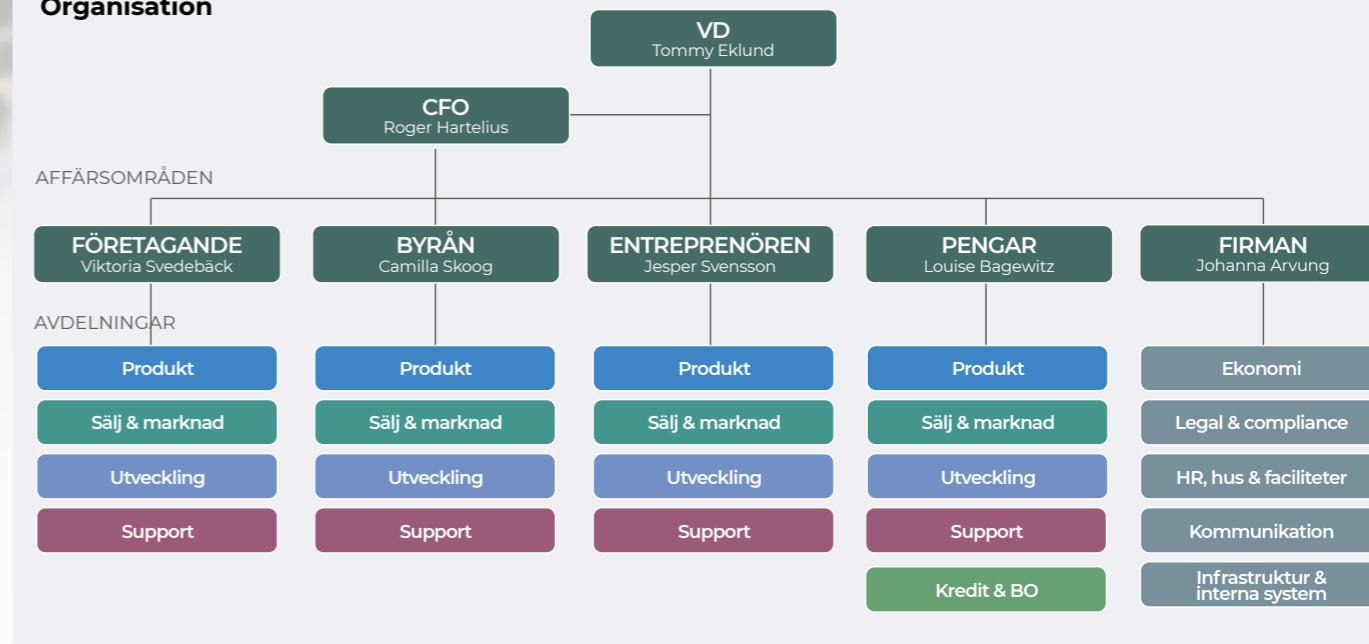 Organisation
VD
Tommy Eklund
CFO
Roger Hartelius
AFFÄRSOMRÅDEN
FÖRETAGANDE
Viktoria Svedebäck
BYRÅN
Camilla Skoog
ENTREPRENÖREN
Jesper Svensson
PENGAR
Louise Bagewitz
FIRMAN
Johanna Arvung
AVDELNINGAR
Produkt
Sälj & marknad
Utveckling
Support
Produkt
Sälj & marknad
Utveckling
Support
Produkt
Sälj & marknad
Utveckling
Support
Produkt
Sälj & marknad
Utveckling
Support
Kredit & BO
Ekonomi
Legal & compliance
HR, hus & faciliteter
Kommunikation
Infrastruktur &
interna system